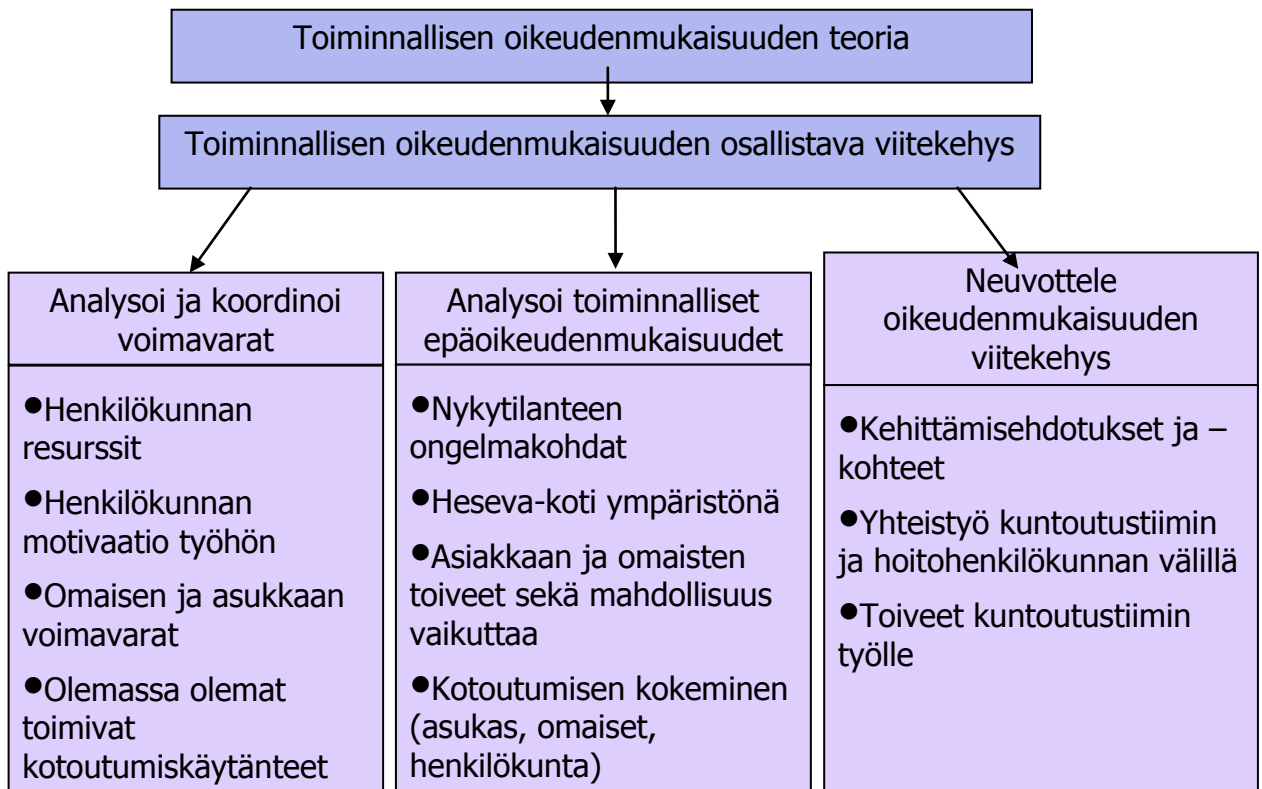 Toiminnallisen oikeudenmukaisuuden teoria
Toiminnallisen oikeudenmukaisuuden osallistava viitekehys
Analysoi ja koordinoi
voimavarat
●Henkilökunnan
resurssit
●Henkilökunnan
motivaatio työhön
●Omaisen ja asukkaan
voimavarat
●Olemassa olemat
toimivat
kotoutumiskäytänteet
Analysoi toiminnalliset
epäoikeudenmukaisuudet
●Nykytilanteen
ongelmakohdat
●Heseva-koti ympäristönä
●Asiakkaan ja omaisten
toiveet sekä mahdollisuus
vaikuttaa
●Kotoutumisen kokeminen
(asukas, omaiset,
henkilökunta)
Neuvottele
oikeudenmukaisuuden
viitekehys
●Kehittämisehdotukset ja –
kohteet
●Yhteistyö kuntoutustiimin
ja hoitohenkilökunnan välillä
●Toiveet kuntoutustiimin
työlle